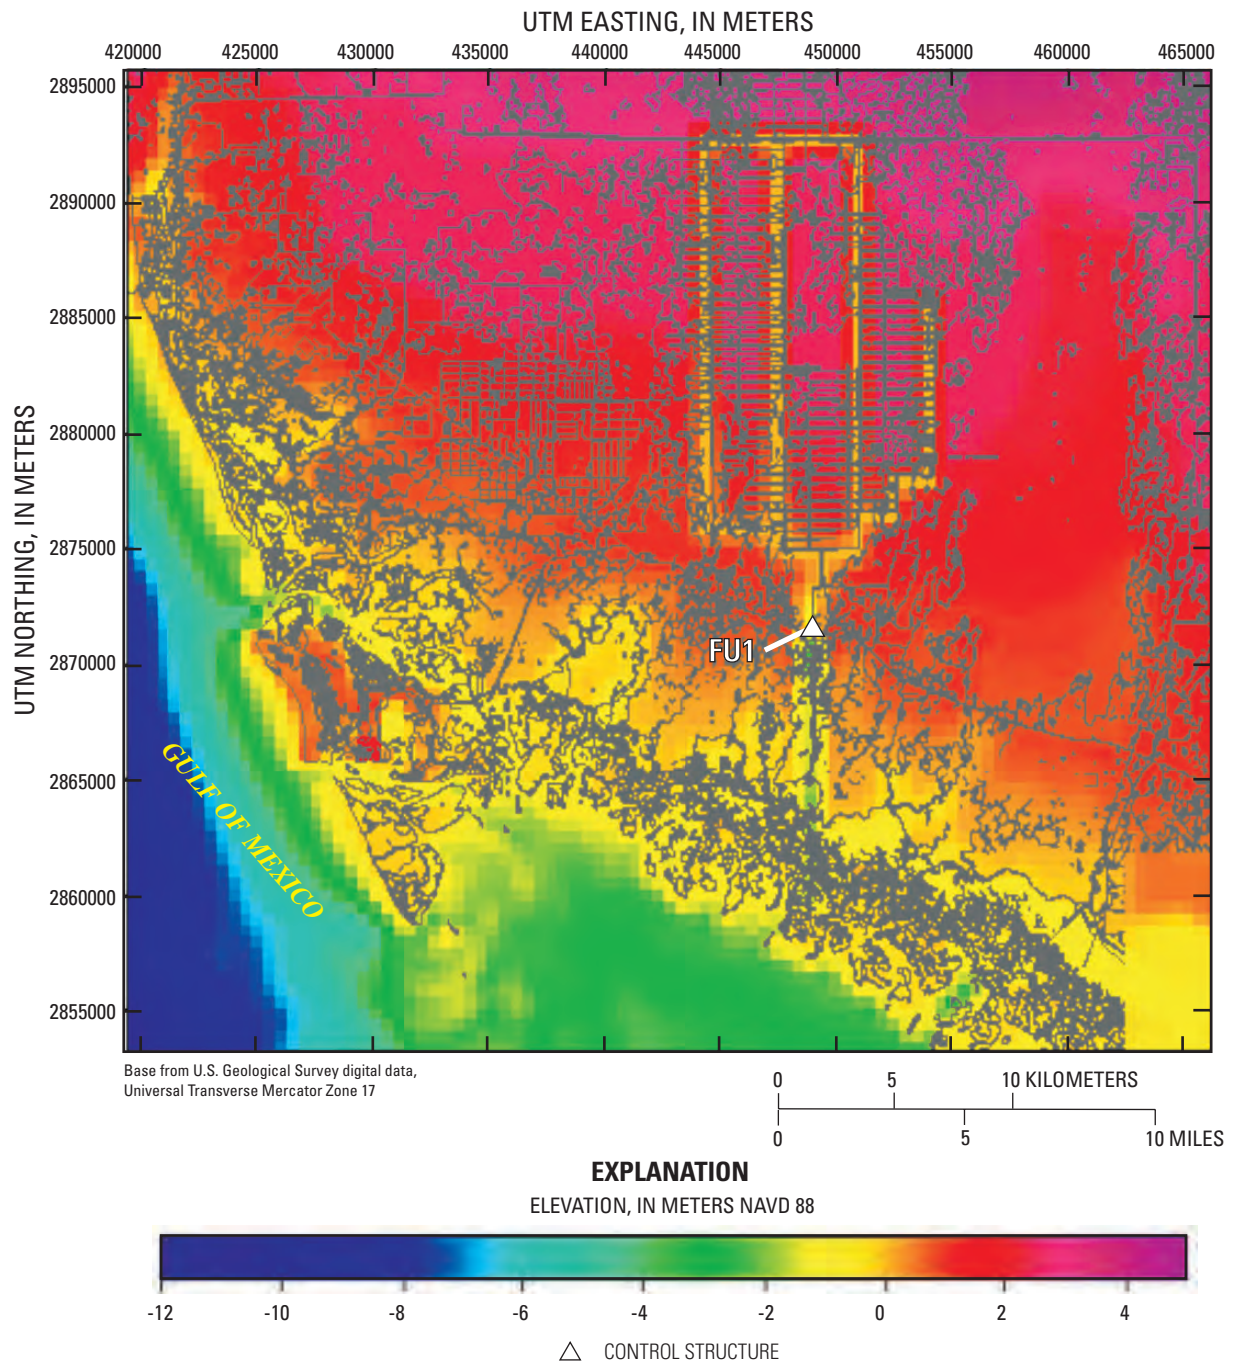 UTM EASTING, IN METERS
420000 425000 430000 435000 440000 445000 450000 455000 460000 465000
UTM NORTHING, IN METERS
2895000
2890000
2885000
2880000
2875000
2870000
2865000
2860000
2855000
FU1
GULF OF MEXICO
Base from U.S. Geological Survey digital data,
Universal Transverse Mercator Zone 17
0 5 10 KILOMETERS
0 5 10 MILES
EXPLANATION
ELEVATION, IN METERS NAVD 88
-12 -10 -8 -6 -4 -2 0 2 4
CONTROL STRUCTURE